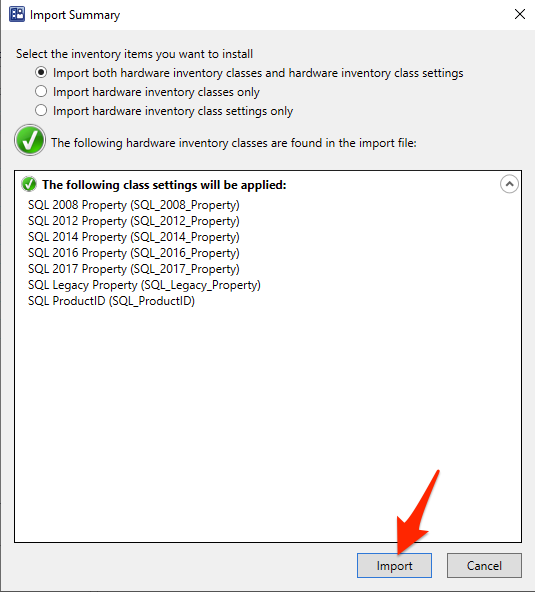 Import Summary
Select the inventory items you want to install
Import both hardware inventory classes and hardware inventory class settings
Import hardware inventory classes only
Import hardware inventory class settings only
The following hardware inventory classes are found in the import file:
The following class settings will be applied:
SQL 2008 Property (SQL_2008_Property)
SQL 2012 Property (SQL_2012_Property)
SQL 2014 Property (SQL_2014_Property)
SQL 2016 Property (SQL_2016_Property)
SQL 2017 Property (SQL_2017_Property)
SQL Legacy Property (SQL_Legacy_Property)
SQL ProductID (SQL_ProductID)
Import
Cancel